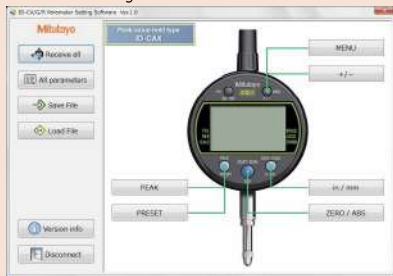 ID-CX/G/R Parameter Setting Software Ver.1.0
Mitutoyo
Receive all
All parameters
Save File
Load File
Version info
Disconnect
Peak value hold type
ID-CAX
MENU
+/-
Mitutoyo
PEAK
PRESET
in / mm
ZERO / ABS